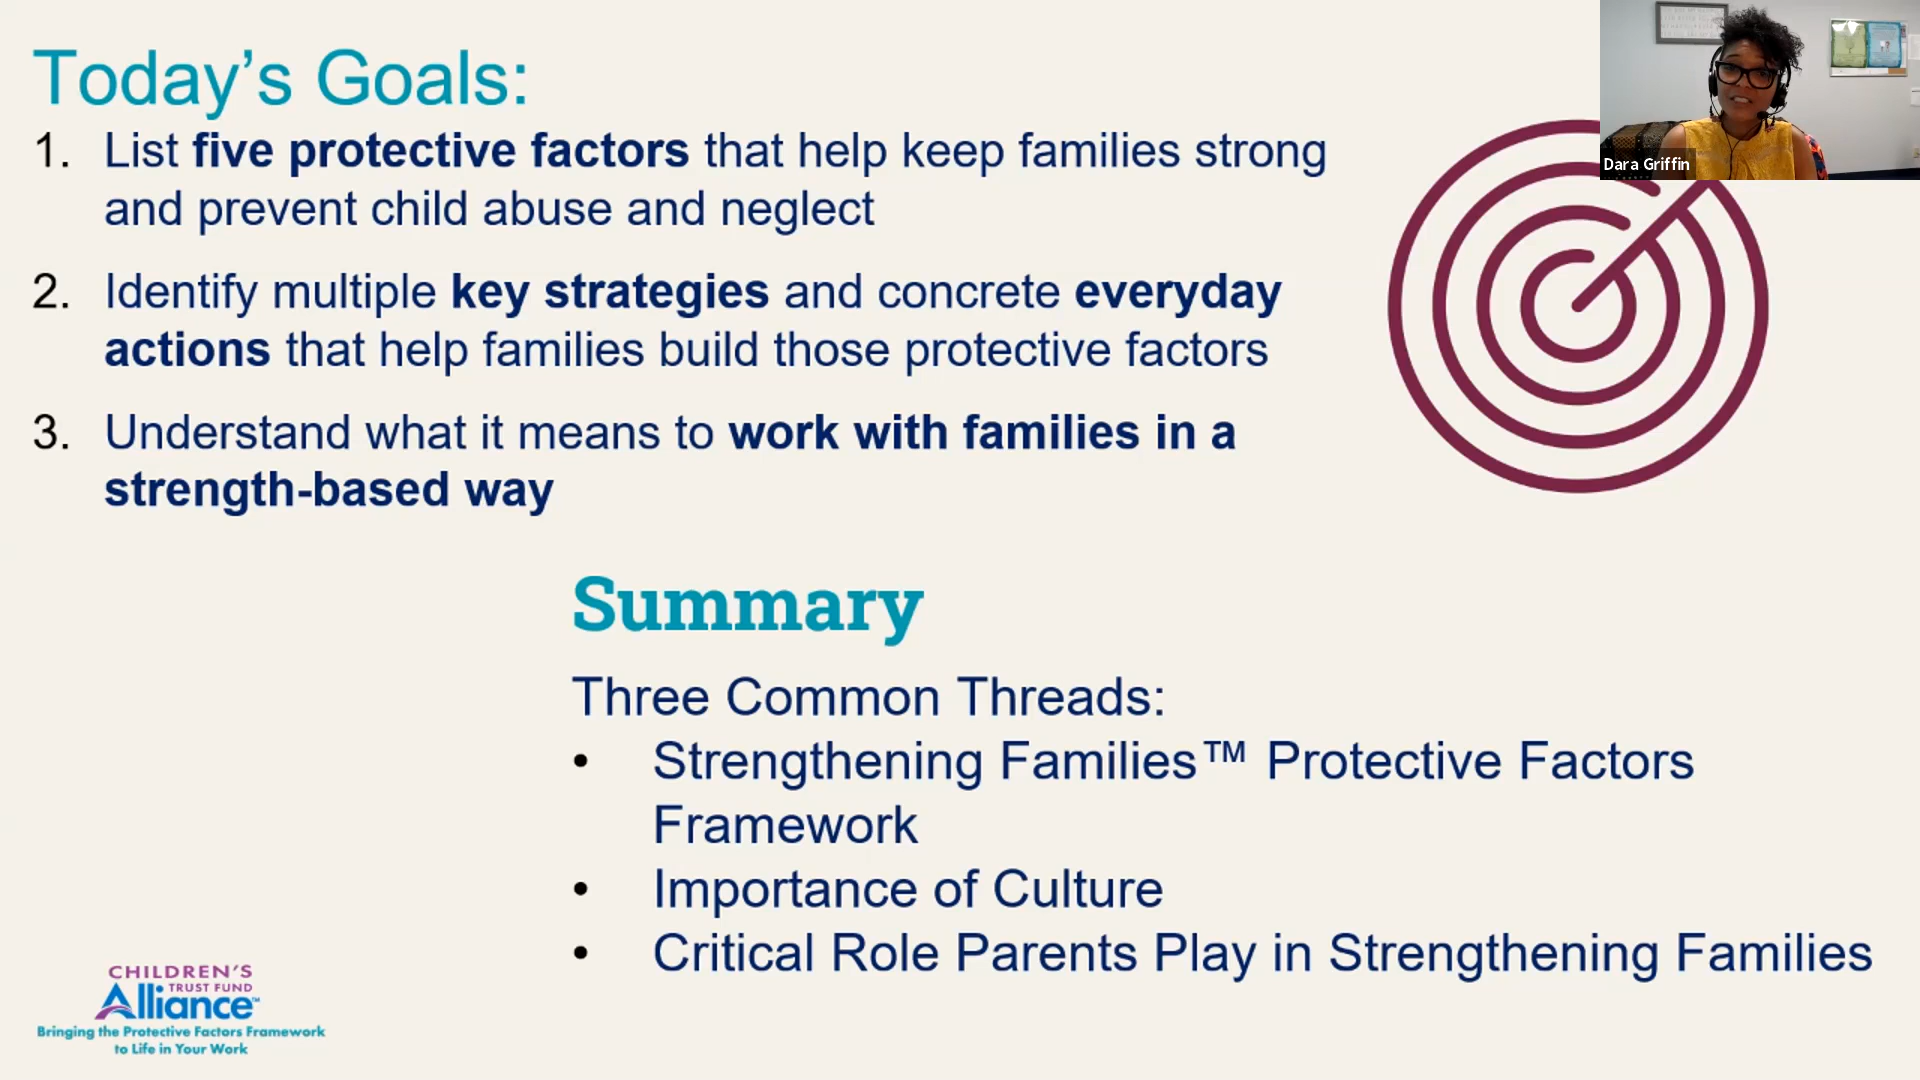 Today's Goals:
1. List five protective factors that help keep families strong
and prevent child abuse and neglect
2. Identify multiple key strategies and concrete everyday
actions that help families build those protective factors
3. Understand what it means to work with families in a
strength-based way
Dara Griffin
Summary
Three Common Threads:
• Strengthening Families™ Protective Factors
Framework
• Importance of Culture
• Critical Role Parents Play in Strengthening Families
CHILDREN'S
TRUST FUND
Alliance™
Bringing the Protective Factors Framework
to Life in Your Work